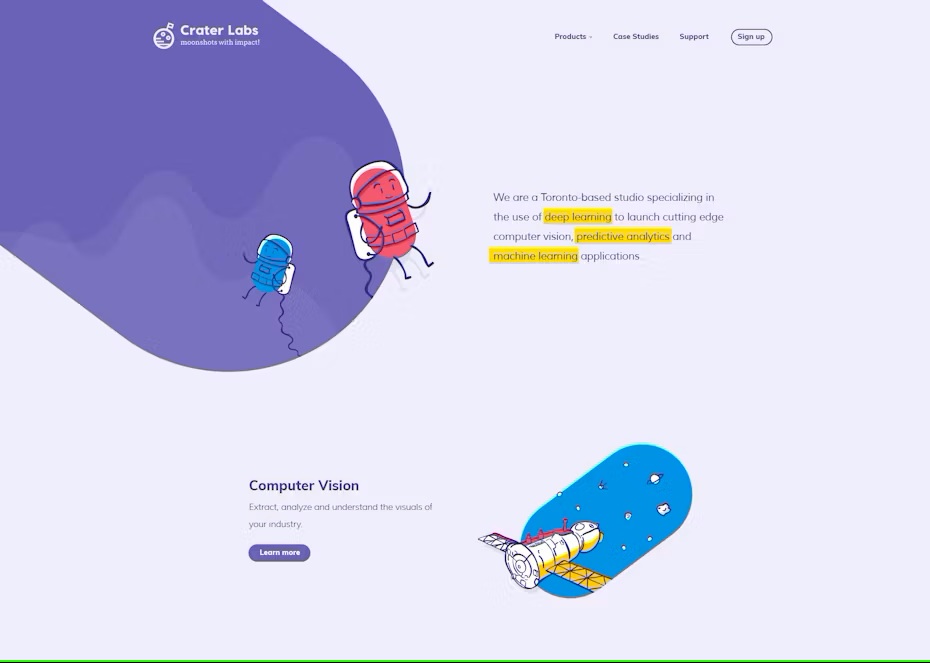 Crater Labs
moonshots with impact!
Products
Case Studies
Support
Sign up
We are a Toronto-based studio specializing in
the use of deep learning to launch cutting edge
computer vision, predictive analytics and
machine learning applications
Computer Vision
Extract, analyze and understand the visuals of
your industry.
Learn more